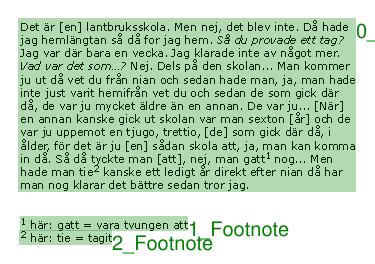 Det är [en] lantbruksskola. Men nej, det blev inte. Då hade
jag hemlängtan så då for jag hem. Så du provade ett tag?
Jag var där bara en vecka. Jag klarade inte av något mer.
Vad var det som...? Nej. Dels på den skolan... Man kommer
ju ut då vet du från nian och sedan hade man, ja, man hade
inte just varit hemifrån vet du och sedan de som gick där
då, de var ju mycket äldre än en annan. De var ju... [När]
en annan kanske gick ut skolan var man sexton [år] och de
var ju uppemot en tjugo, trettio, [de] som gick där då, i
ålder, för det är ju [en] sådan skola att, ja, man kan komma
in då. Så då tyckte man [att], nej, man gatt¹ nog... Men
hade man tie² kanske ett ledigt år direkt efter nian då har
man nog klarar det bättre sedan tror jag.
0_
¹ här: gatt = vara tvungen att
1_Footnote
² här: tie = tagit
2_Footnote